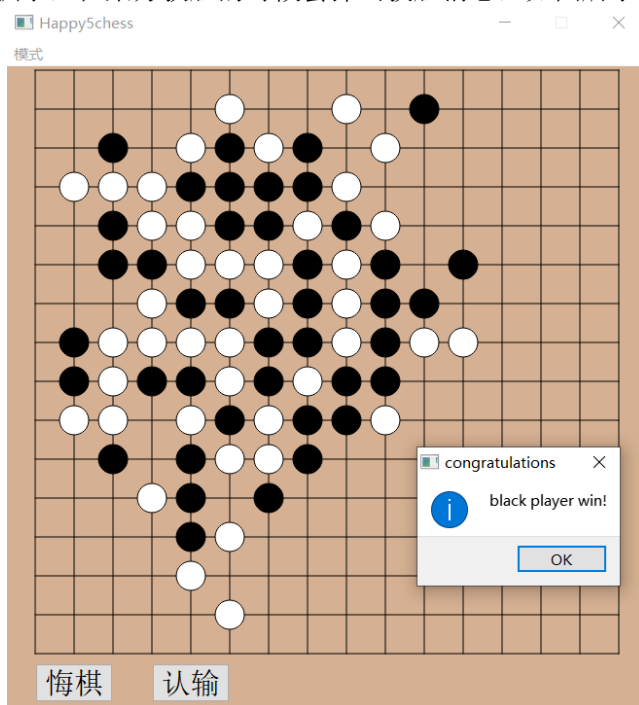 Happy5chess
模式
congratulations
black player win!
OK
悔棋
认输